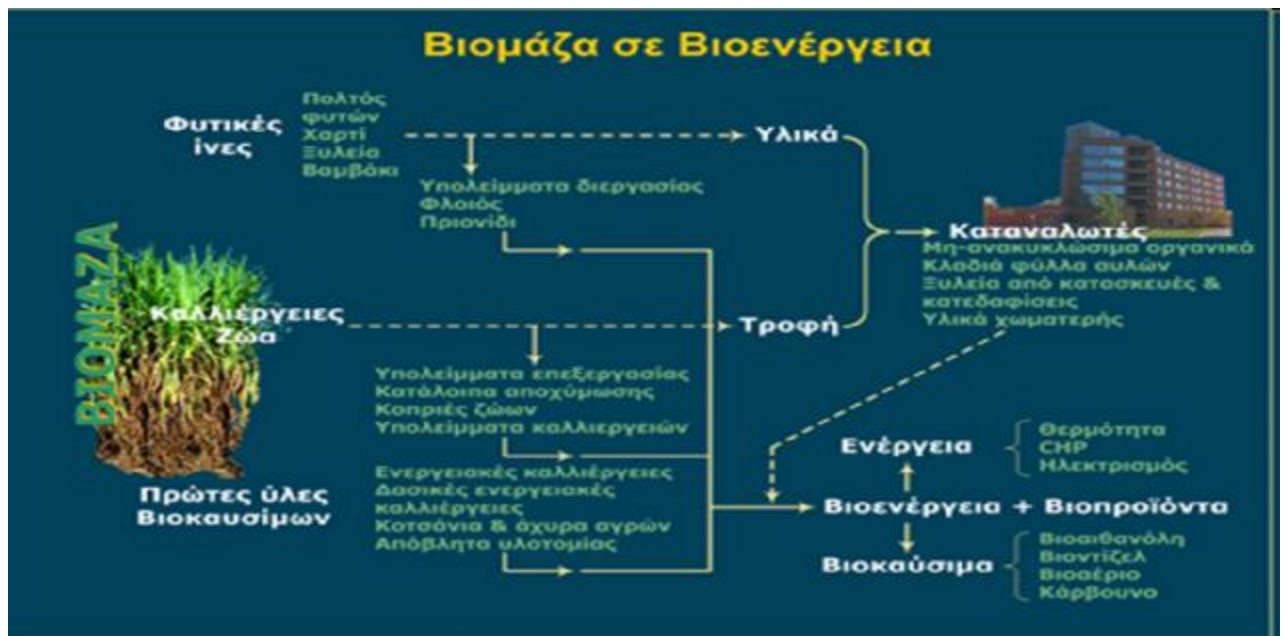 Βιομάζα σε Βιοενέργεια
Φυτικές
ίνες
Πολτός
φυτών
Χαρτί
Ξυλεία
Βαμβάκι
Υλικά
Υπολείμματα διεργασίας
Φλοιός
Πριονίδι
Καταναλωτές
Μη-ανακυκλώσιμα οργανικά
Κλαδιά φύλλα αυλών
Ξυλεία από κατασκευές &
κατεδαφίσεις
Υλικά χωματερής
ΒΙΟΜΑΖΑ
Καλλιέργειες
Ζώα
Τροφή
Υπολείμματα επεξεργασίας
Κατάλοιπα αποχύμωσης
Κοπριές ζώων
Υπολείμματα καλλιεργειών
Πρώτες ύλες
Βιοκαυσίμων
Ενεργειακές καλλιέργειες
Δασικές ενεργειακές
καλλιέργειες
Κοτσάνια & άχυρα αγρών
Απόβλητα υλοτομίας
Ενέργεια
Θερμότητα
CHP
Ηλεκτρισμός
Βιοενέργεια + Βιοπροϊόντα
Βιοκαύσιμα
Βιοαιθανόλη
Βιοντίζελ
Βιοαέριο
Κάρβουνο